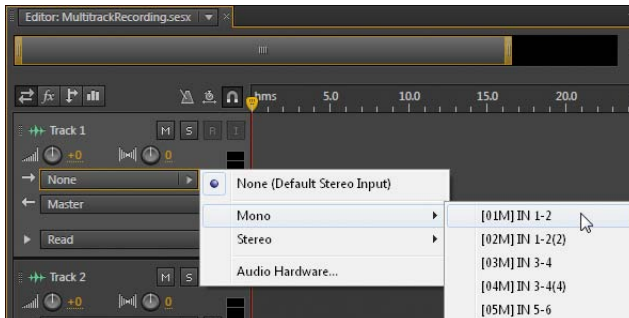 Editor: MultitrackRecording.sesx
fx
hms 5.0 10.0 15.0 20.0
Track 1 M S R I
+0 0
None
None (Default Stereo Input)
Master
Mono
[01M] IN 1-2
Stereo
[02M] IN 1-2(2)
Read
[03M] IN 3-4
Audio Hardware...
[04M] IN 3-4(4)
Track 2 M S
+0 0
[05M] IN 5-6